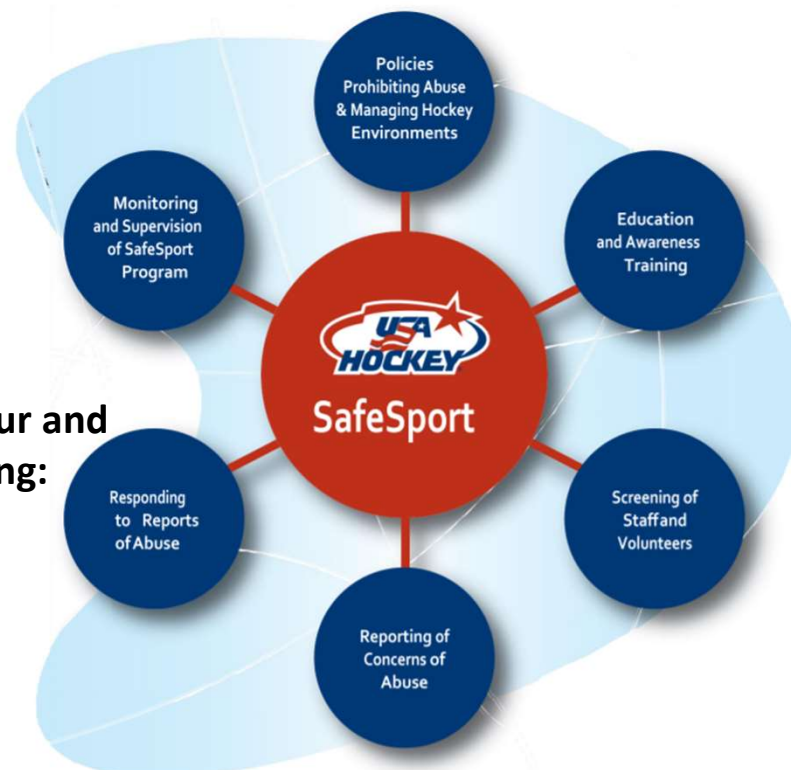 Policies
Prohibiting Abuse
& Managing Hockey
Environments
Monitoring
and Supervision
of SafeSport
Program
Education
and Awareness
Training
USA
HOCKEY
SafeSport
ur and
ng:
Responding
to Reports
of Abuse
Screening of
Staff and
Volunteers
Reporting of
Concerns of
Abuse